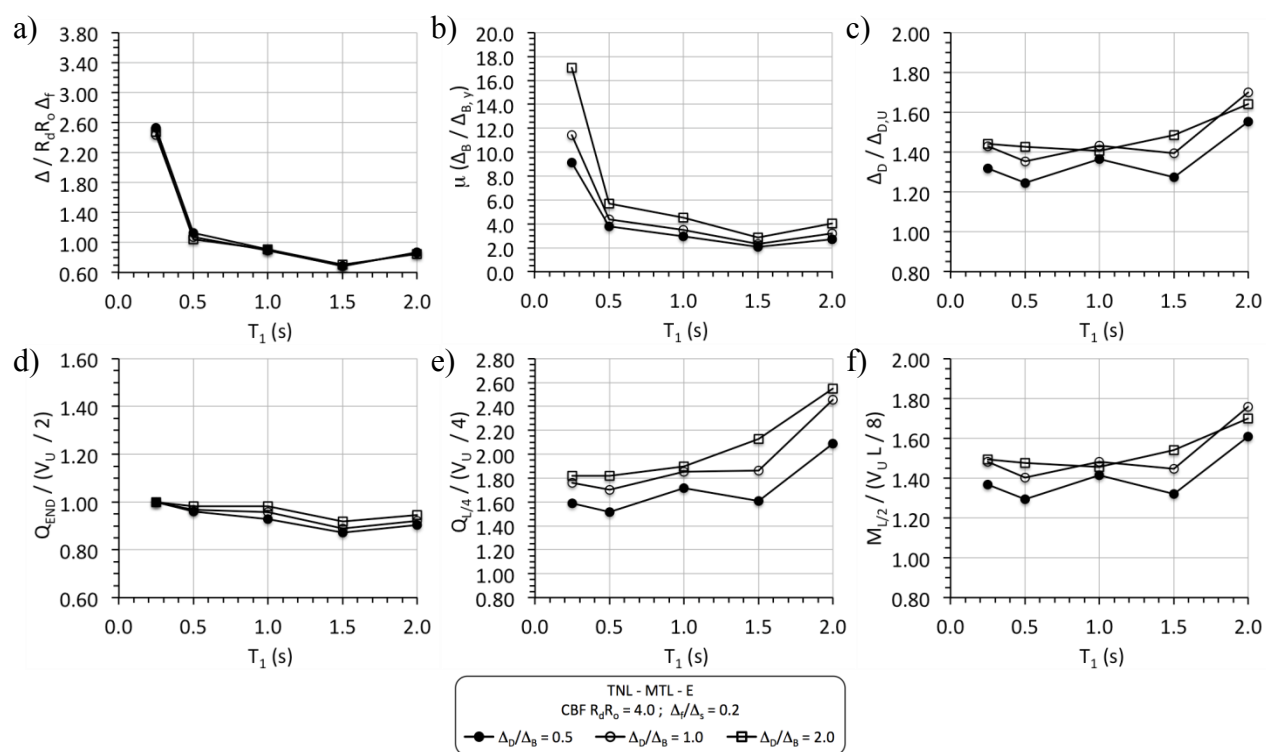 a)
3.80
3.40
3.00
2.60
2.20
1.80
1.40
1.00
0.60
Δ / R_d R_o Δ_f
0.0 0.5 1.0 1.5 2.0
T_1 (s)
b)
20.0
18.0
16.0
14.0
12.0
10.0
8.0
6.0
4.0
2.0
0.0
μ (Δ_B / Δ_B, y)
0.0 0.5 1.0 1.5 2.0
T_1 (s)
c)
2.00
1.80
1.60
1.40
1.20
1.00
0.80
Δ_D / Δ_D,U
0.0 0.5 1.0 1.5 2.0
T_1 (s)
d)
1.60
1.40
1.20
1.00
0.80
0.60
Q_END / (V_U / 2)
0.0 0.5 1.0 1.5 2.0
T_1 (s)
e)
2.80
2.60
2.40
2.20
2.00
1.80
1.60
1.40
1.20
1.00
0.80
Q_L/4 / (V_U / 4)
0.0 0.5 1.0 1.5 2.0
T_1 (s)
f)
2.00
1.80
1.60
1.40
1.20
1.00
0.80
M_L/2 / (V_U L / 8)
0.0 0.5 1.0 1.5 2.0
T_1 (s)
TNL - MTL - E
CBF R_dR_o = 4.0 ; Δ_f/Δ_s = 0.2
Δ_D/Δ_B = 0.5 Δ_D/Δ_B = 1.0 Δ_D/Δ_B = 2.0